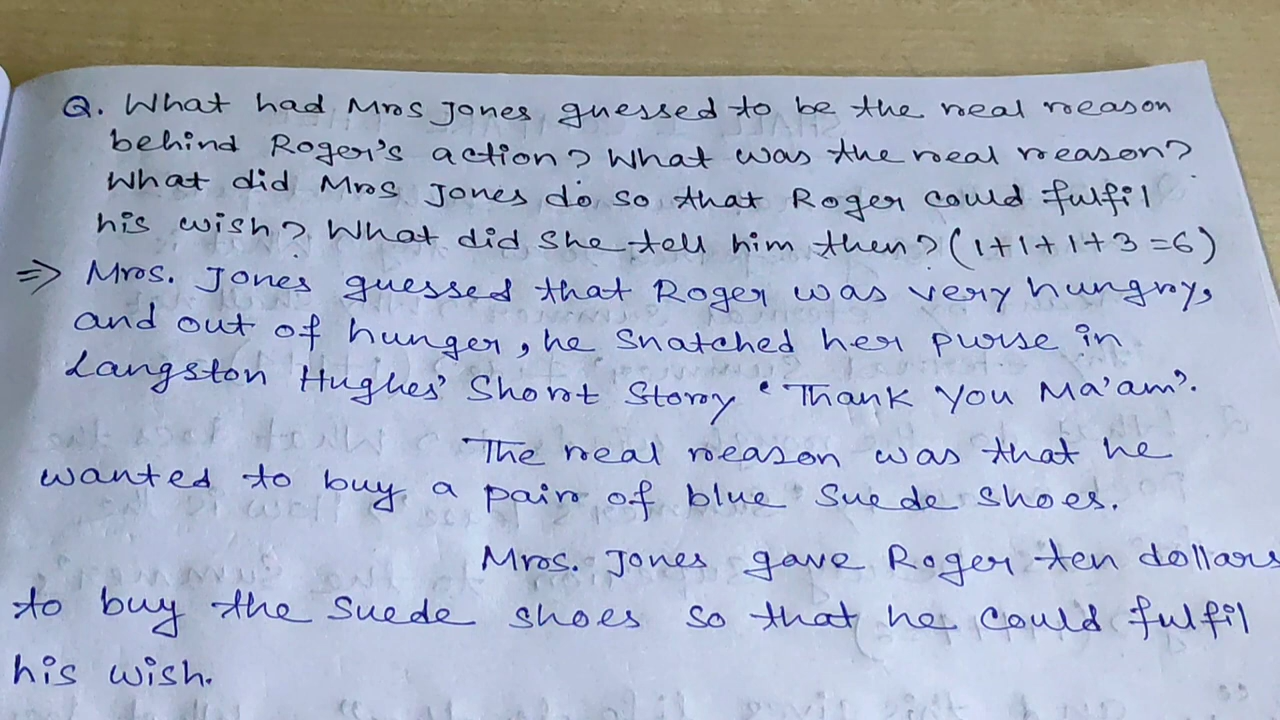 Q. What had Mrs Jones guessed to be the real reason
behind Roger's action? What was the real reason?
What did Mrs Jones do so that Roger could fulfil
his wish? What did she tell him then? (1+1+1+3=6)
⇒ Mrs. Jones guessed that Roger was very hungry,
and out of hunger, he snatched her purse in
Langston Hughes' Short Story 'Thank You Ma'am'.
The real reason was that he
wanted to buy a pair of blue suede shoes.
Mrs. Jones gave Roger ten dollars
to buy the suede shoes so that he could fulfil
his wish.